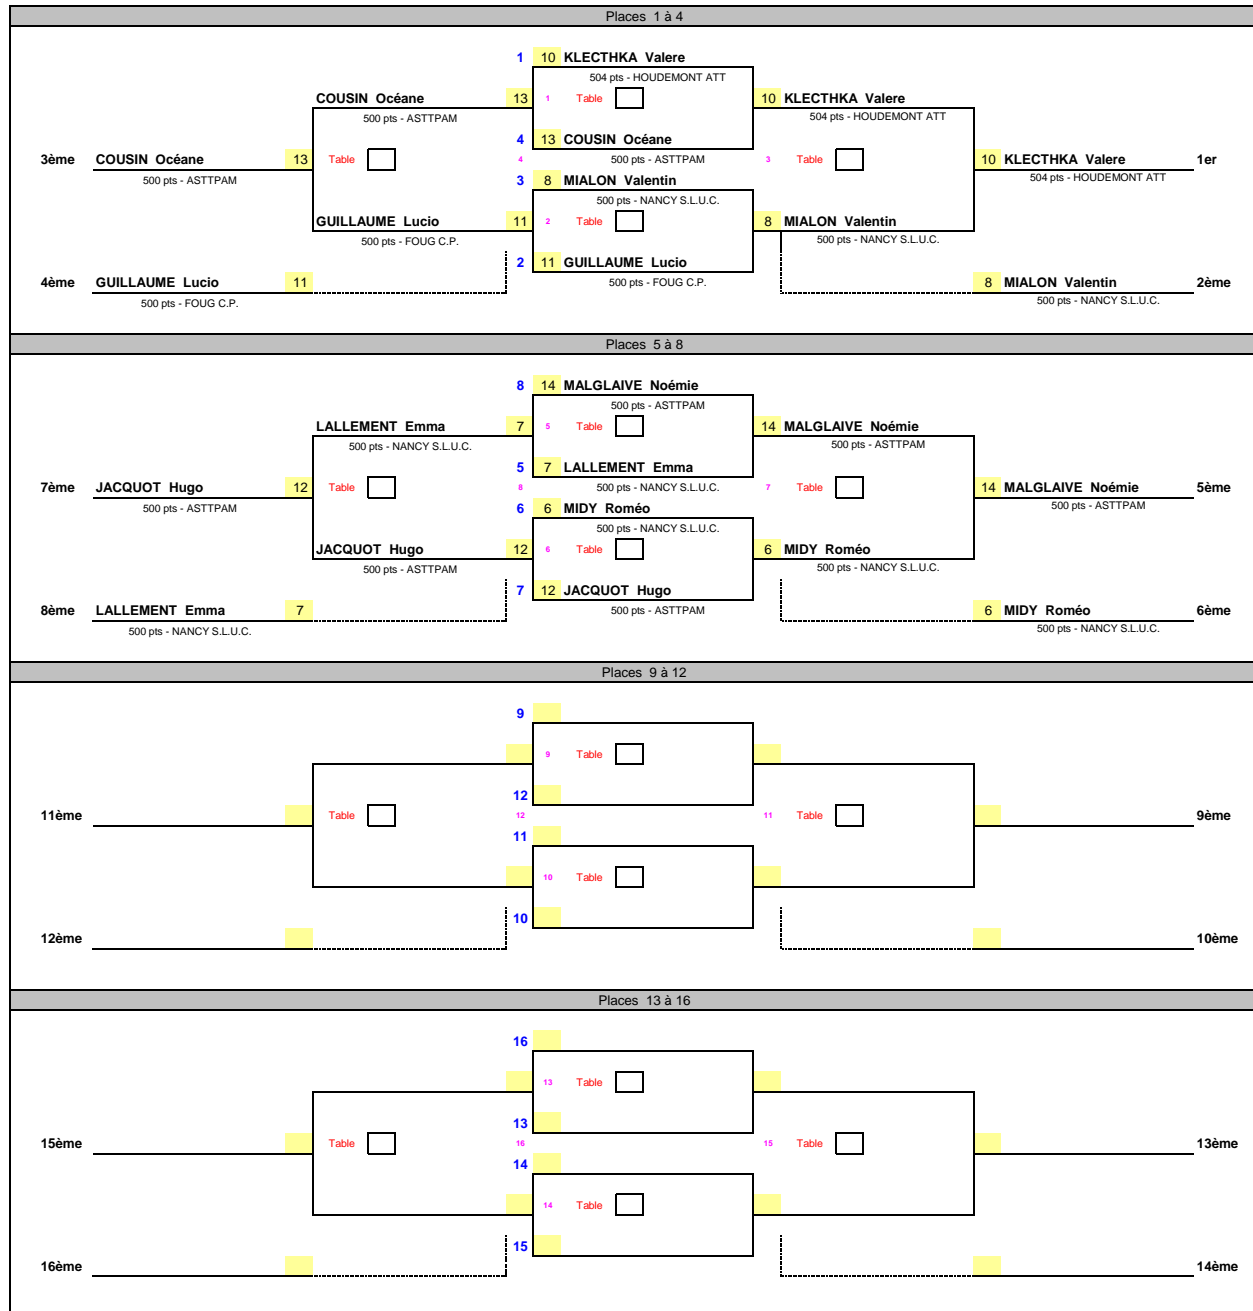 Places 1 à 4
1 10 KLECTHKA Valere
504 pts - HOUDEMONT ATT
COUSIN Océane 13 1 Table 10 KLECTHKA Valere
500 pts - ASTTPAM 504 pts - HOUDEMONT ATT
4 13 COUSIN Océane
3ème COUSIN Océane 13 Table 4 500 pts - ASTTPAM 3 Table 10 KLECTHKA Valere 1er
500 pts - ASTTPAM 3 8 MIALON Valentin 504 pts - HOUDEMONT ATT
500 pts - NANCY S.L.U.C.
GUILLAUME Lucio 11 2 Table 8 MIALON Valentin
500 pts - FOUG C.P. 500 pts - NANCY S.L.U.C.
2 11 GUILLAUME Lucio
4ème GUILLAUME Lucio 11 500 pts - FOUG C.P. 8 MIALON Valentin 2ème
500 pts - FOUG C.P. 500 pts - NANCY S.L.U.C.
Places 5 à 8
8 14 MALGLAIVE Noémie
500 pts - ASTTPAM
LALLEMENT Emma 7 5 Table 14 MALGLAIVE Noémie
500 pts - NANCY S.L.U.C. 500 pts - ASTTPAM
5 7 LALLEMENT Emma
7ème JACQUOT Hugo 12 Table 8 500 pts - NANCY S.L.U.C. 7 Table 14 MALGLAIVE Noémie 5ème
500 pts - ASTTPAM 6 6 MIDY Roméo 500 pts - ASTTPAM
500 pts - NANCY S.L.U.C.
JACQUOT Hugo 12 6 Table 6 MIDY Roméo
500 pts - ASTTPAM 500 pts - NANCY S.L.U.C.
7 12 JACQUOT Hugo
8ème LALLEMENT Emma 7 500 pts - ASTTPAM 6 MIDY Roméo 6ème
500 pts - NANCY S.L.U.C. 500 pts - NANCY S.L.U.C.
Places 9 à 12
9
9 Table
12
11ème Table 12 11 Table 9ème
11
10 Table
10
12ème 10ème
Places 13 à 16
16
13 Table
13
15ème Table 16 15 Table 13ème
14
14 Table
15
16ème 14ème